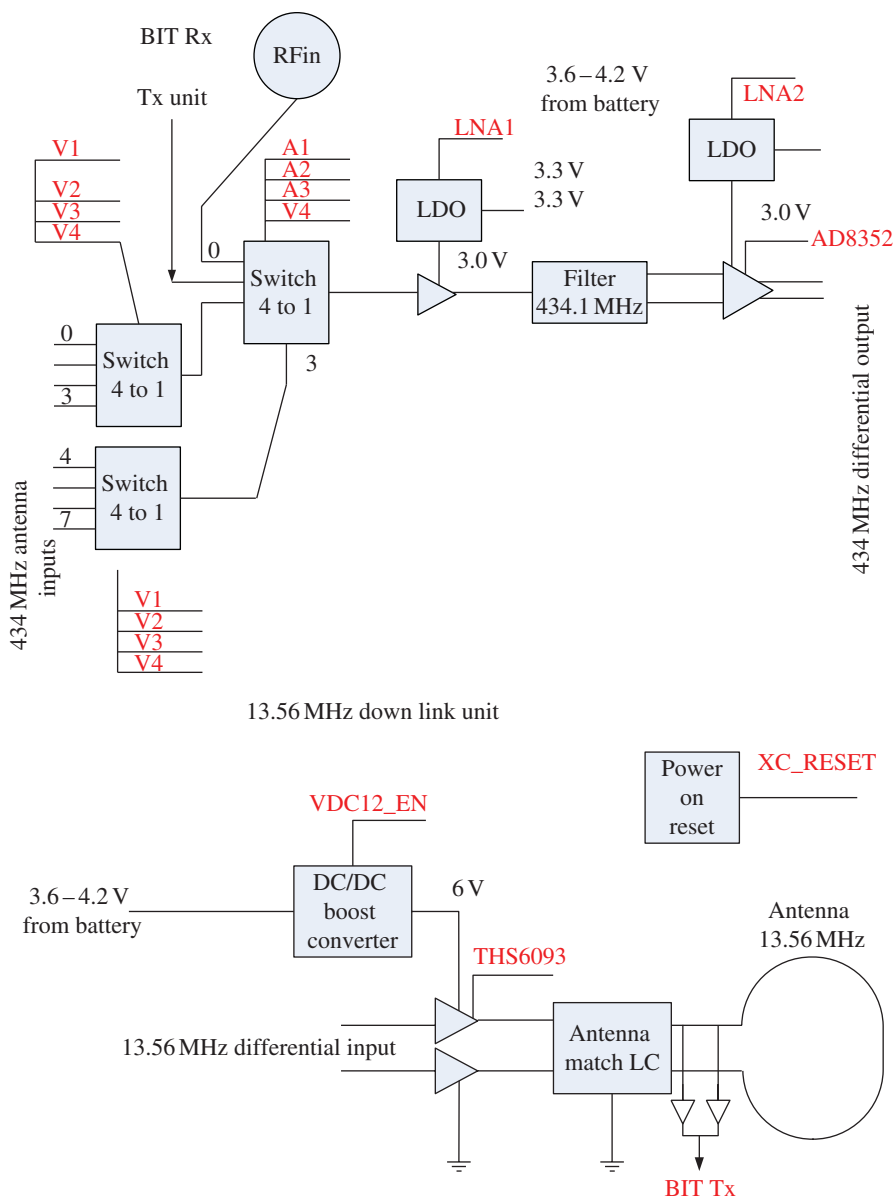 BIT Rx
RFin
Tx unit
3.6 – 4.2 V
from battery
LNA2
V1
V2
V3
V4
A1
A2
A3
V4
LNA1
LDO
3.3 V
3.3 V
LDO
3.0 V
AD8352
0
Switch
4 to 1
3.0 V
Filter
434.1 MHz
3
0
3
Switch
4 to 1
4
7
Switch
4 to 1
434 MHz antenna
inputs
434 MHz differential output
V1
V2
V3
V4
13.56 MHz down link unit
Power
on
reset
XC_RESET
VDC12_EN
3.6 – 4.2 V
from battery
DC/DC
boost
converter
6 V
Antenna
13.56 MHz
THS6093
13.56 MHz differential input
Antenna
match LC
BIT Tx